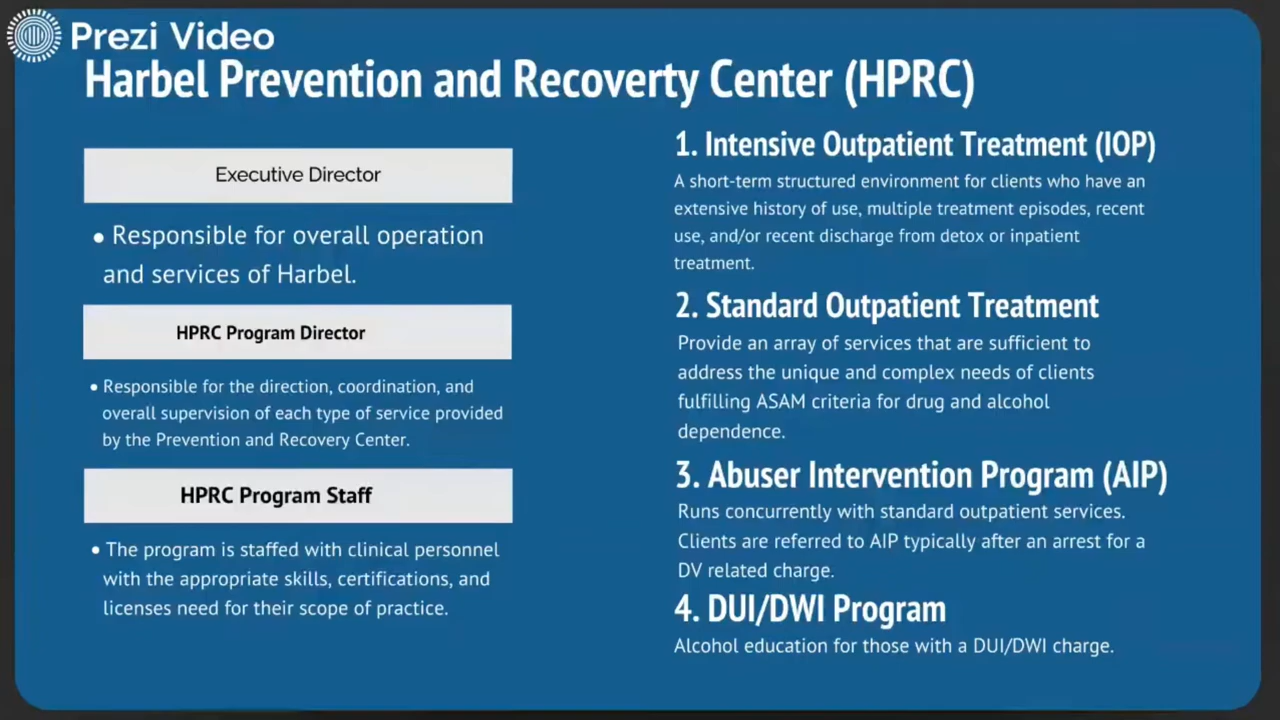 Prezi Video
Harbel Prevention and Recoverty Center (HPRC)
Executive Director
• Responsible for overall operation
and services of Harbel.
HPRC Program Director
• Responsible for the direction, coordination, and
overall supervision of each type of service provided
by the Prevention and Recovery Center.
HPRC Program Staff
• The program is staffed with clinical personnel
with the appropriate skills, certifications, and
licenses need for their scope of practice.
1. Intensive Outpatient Treatment (IOP)
A short-term structured environment for clients who have an
extensive history of use, multiple treatment episodes, recent
use, and/or recent discharge from detox or inpatient
treatment.
2. Standard Outpatient Treatment
Provide an array of services that are sufficient to
address the unique and complex needs of clients
fulfilling ASAM criteria for drug and alcohol
dependence.
3. Abuser Intervention Program (AIP)
Runs concurrently with standard outpatient services.
Clients are referred to AIP typically after an arrest for a
DV related charge.
4. DUI/DWI Program
Alcohol education for those with a DUI/DWI charge.